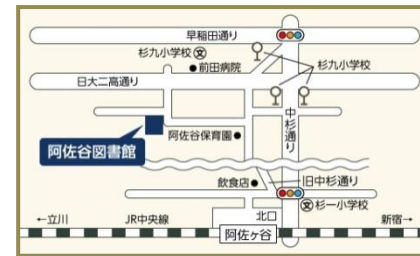 早稲田通り
杉九小学校 文
前田病院
杉九小学校
日大二高通り
中杉通り
阿佐谷保育園
阿佐谷図書館
飲食店
旧中杉通り
文 杉一小学校
←立川
JR中央線
北口
新宿→
阿佐ヶ谷